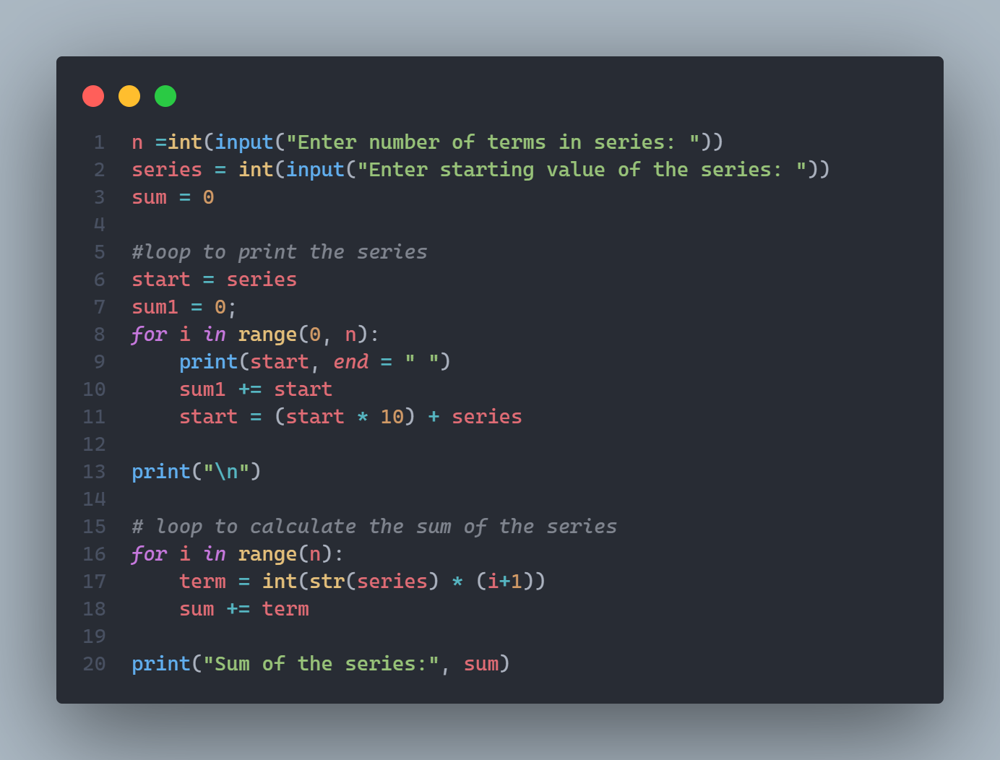 1 n =int(input("Enter number of terms in series: "))
2 series = int(input("Enter starting value of the series: "))
3 sum = 0
4
5 #loop to print the series
6 start = series
7 sum1 = 0;
8 for i in range(0, n):
9     print(start, end = " ")
10     sum1 += start
11     start = (start * 10) + series
12
13 print("\n")
14
15 # loop to calculate the sum of the series
16 for i in range(n):
17     term = int(str(series) * (i+1))
18     sum += term
19
20 print("Sum of the series:", sum)